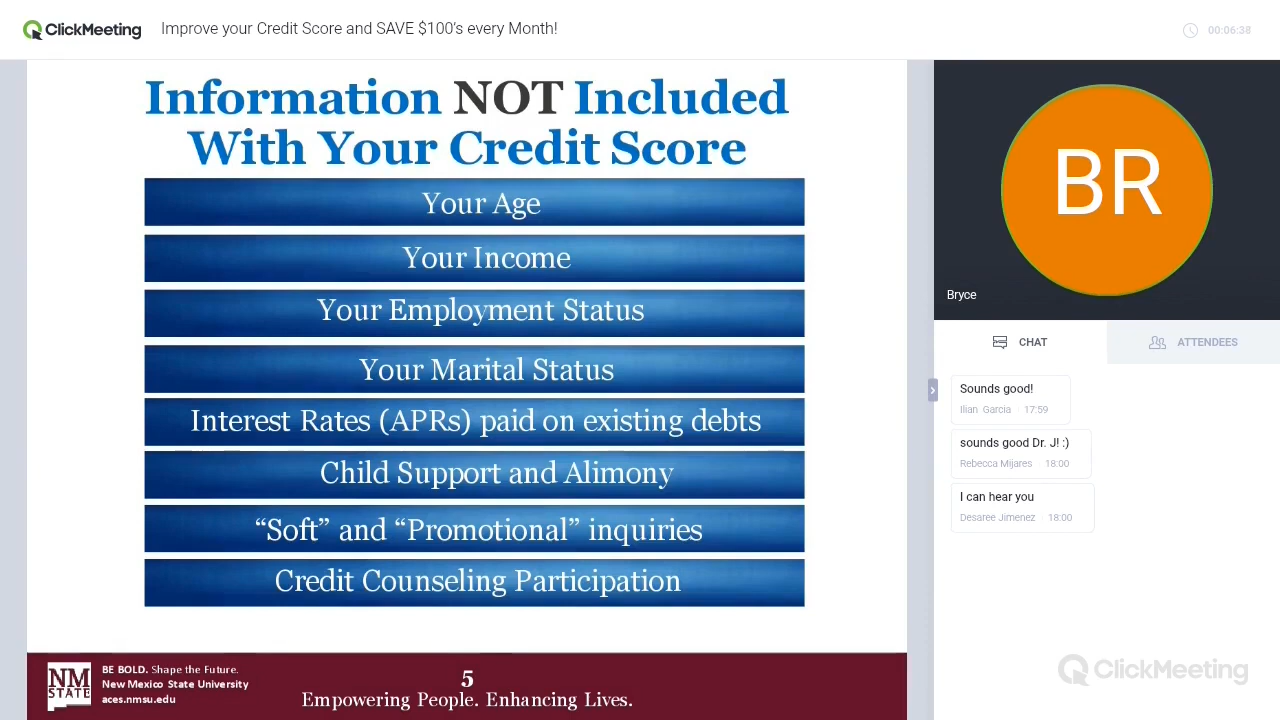 ClickMeeting
Improve your Credit Score and SAVE $100's every Month!
00:06:38
Information NOT Included
With Your Credit Score
Your Age
Your Income
Your Employment Status
Your Marital Status
Interest Rates (APRs) paid on existing debts
Child Support and Alimony
“Soft” and “Promotional” inquiries
Credit Counseling Participation
NM
STATE
BE BOLD. Shape the Future.
New Mexico State University
aces.nmsu.edu
5
Empowering People. Enhancing Lives.
BR
Bryce
CHAT
ATTENDEES
Sounds good!
Ilian Garcia · 17:59
sounds good Dr. J! :)
Rebecca Mijares · 18:00
I can hear you
Desaree Jimenez · 18:00
ClickMeeting